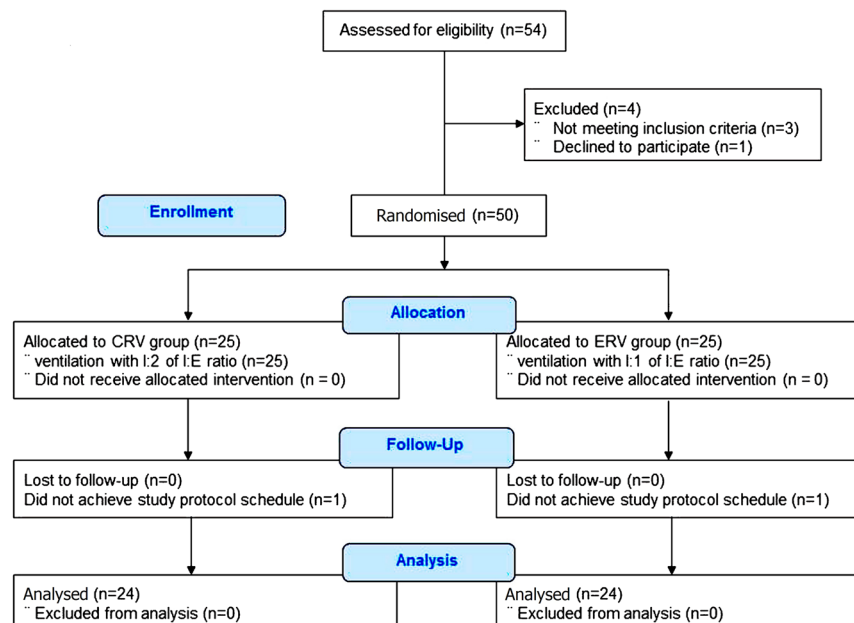 Assessed for eligibility (n=54)
Excluded (n=4)
¨ Not meeting inclusion criteria (n=3)
¨ Declined to participate (n=1)
Enrollment
Randomised (n=50)
Allocation
Allocated to CRV group (n=25)
¨ ventilation with I:2 of I:E ratio (n=25)
¨ Did not receive allocated intervention (n = 0)
Allocated to ERV group (n=25)
¨ ventilation with I:1 of I:E ratio (n=25)
¨ Did not receive allocated intervention (n = 0)
Follow-Up
Lost to follow-up (n=0)
Did not achieve study protocol schedule (n=1)
Lost to follow-up (n=0)
Did not achieve study protocol schedule (n=1)
Analysis
Analysed (n=24)
¨ Excluded from analysis (n=0)
Analysed (n=24)
¨ Excluded from analysis (n=0)